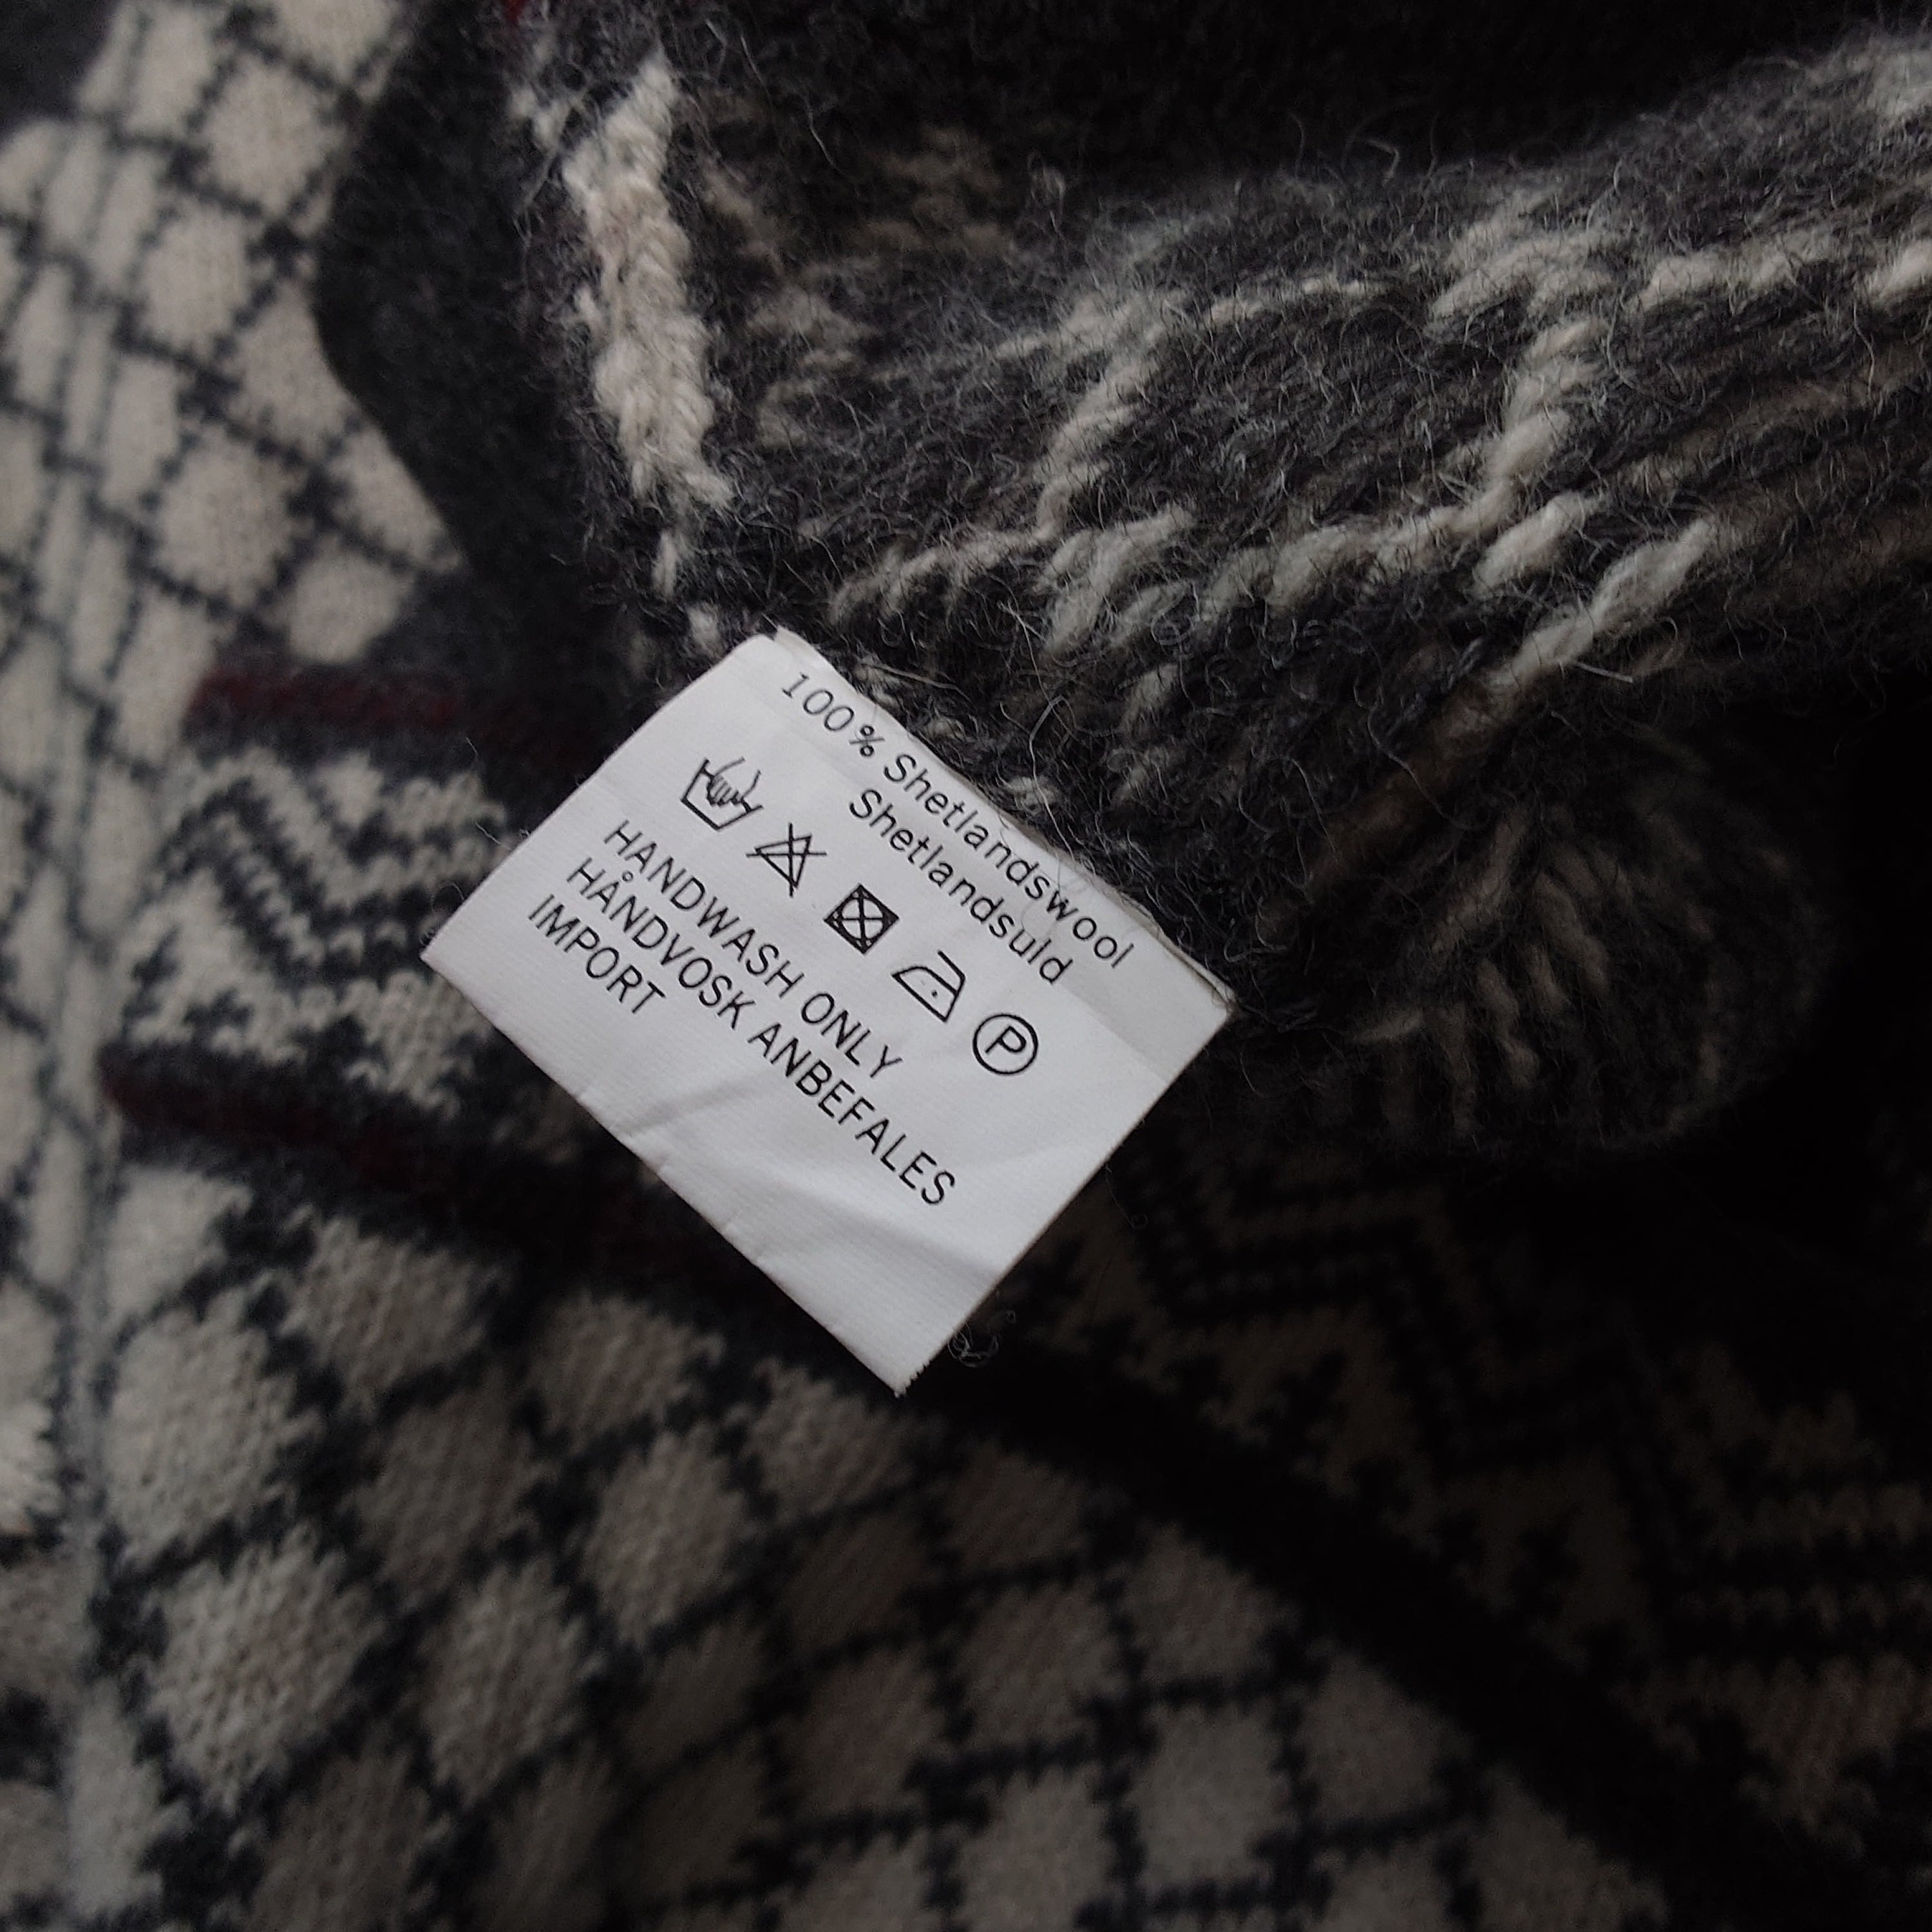 100% Shetlandswool
Shetlandsuld
P
HANDWASH ONLY
HÅNDVOSK ANBEFALES
IMPORT